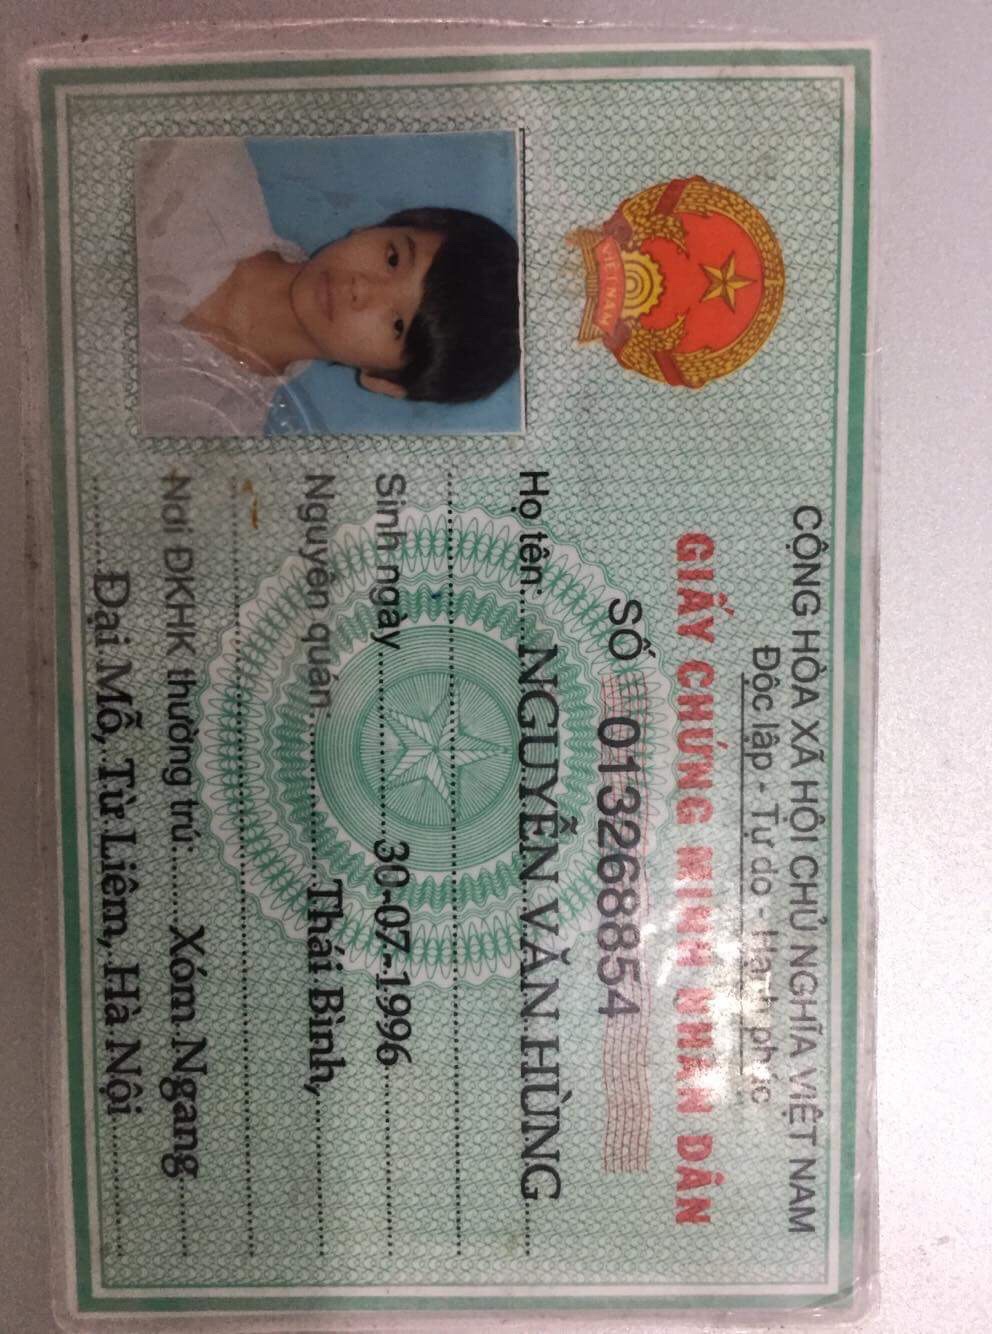 CỘNG HÒA XÃ HỘI CHỦ NGHĨA VIỆT NAM
Độc lập - Tự do - Hạnh phúc
GIẤY CHỨNG MINH NHÂN DÂN
SỐ 013268854
VIỆT NAM
Họ tên: NGUYỄN VĂN HÙNG
Sinh ngày 30-07-1996
Nguyên quán: Thái Bình,
Nơi ĐKHK thường trú: Xóm Ngang
Đại Mỗ, Từ Liêm, Hà Nội